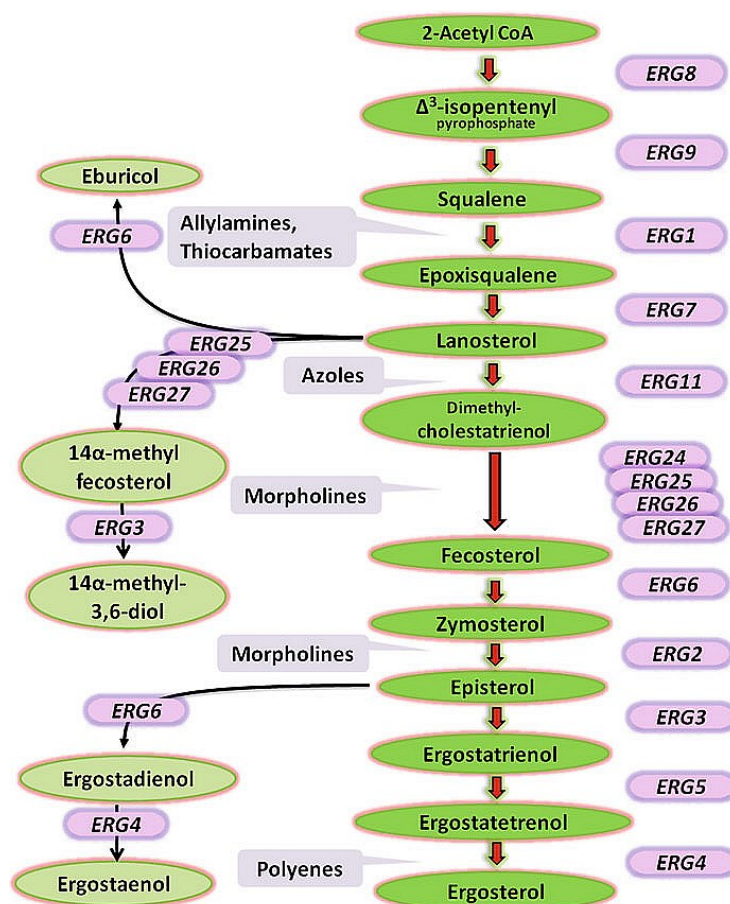 2-Acetyl CoA
ERG8
Δ³-isopentenyl
pyrophosphate
ERG9
Eburicol
Squalene
ERG6
Allylamines,
Thiocarbamates
ERG1
Epoxisqualene
ERG7
Lanosterol
ERG25
ERG26
ERG27
Azoles
ERG11
Dimethyl-
cholestatrienol
14α-methyl
fecosterol
ERG24
ERG25
ERG26
ERG27
Morpholines
ERG3
Fecosterol
14α-methyl-
3,6-diol
ERG6
Zymosterol
Morpholines
ERG2
Episterol
ERG6
ERG3
Ergostatrienol
Ergostadienol
ERG5
ERG4
Ergostatetrenol
Polyenes
ERG4
Ergostaenol
Ergosterol